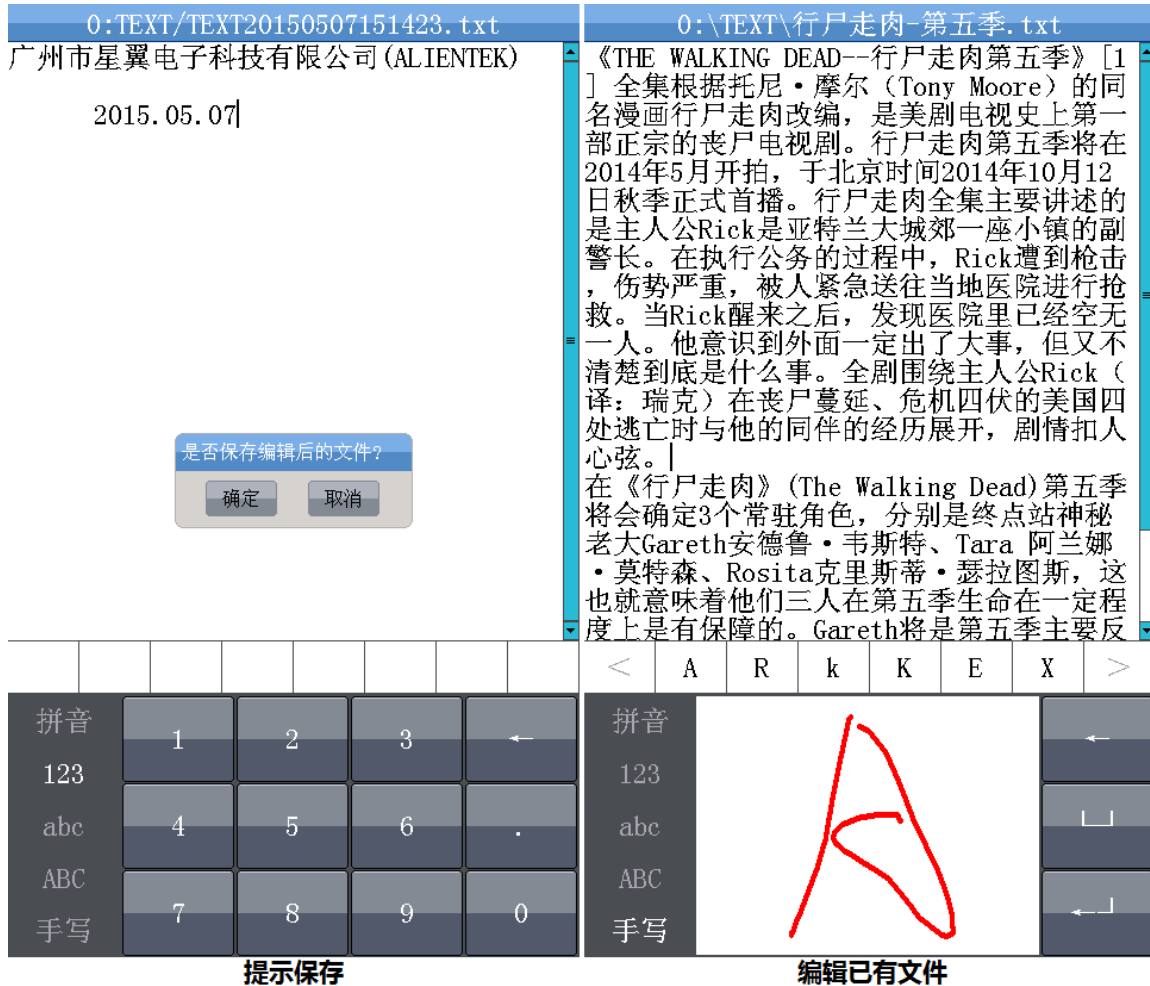 0:TEXT/TEXT20150507151423.txt
广州市星翼电子科技有限公司(ALIENTEK)
2015.05.07
是否保存编辑后的文件?
确定 取消
拼音
123
abc
ABC
手写
1 2 3 ←
4 5 6 .
7 8 9 0
提示保存
0:\TEXT\行尸走肉-第五季.txt
《THE WALKING DEAD--行尸走肉第五季》[1
] 全集根据托尼·摩尔（Tony Moore）的同
名漫画行尸走肉改编，是美剧电视史上第一
部正宗的丧尸电视剧。行尸走肉第五季将在
2014年5月开拍，于北京时间2014年10月12
日秋季正式首播。行尸走肉全集主要讲述的
是主人公Rick是亚特兰大城郊一座小镇的副
警长。在执行公务的过程中，Rick遭到枪击
，伤势严重，被人紧急送往当地医院进行抢
救。当Rick醒来之后，发现医院里已经空无
一人。他意识到外面一定出了大事，但又不
清楚到底是什么事。全剧围绕主人公Rick（
译：瑞克）在丧尸蔓延、危机四伏的美国四
处逃亡时与他的同伴的经历展开，剧情扣人
心弦。
在《行尸走肉》(The Walking Dead)第五季
将会确定3个常驻角色，分别是终点站神秘
老大Gareth安德鲁·韦斯特、Tara 阿兰娜
·莫特森、Rosita克里斯蒂·瑟拉图斯，这
也就意味着他们三人在第五季生命在一定程
度上是有保障的。Gareth将是第五季主要反
< A R k K E X >
拼音
123
abc
ABC
手写
A
编辑已有文件